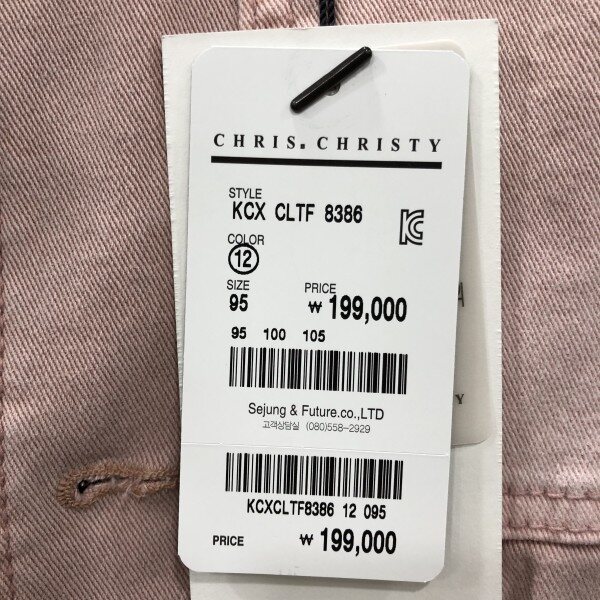 CHRIS. CHRISTY
STYLE
KCX CLTF 8386
COLOR
12
SIZE PRICE
95 ₩ 199,000
95 100 105
Sejung & Future.co.,LTD
고객상담실 (080)558-2929
KCXCLTF8386 12 095
PRICE ₩ 199,000
A
Y